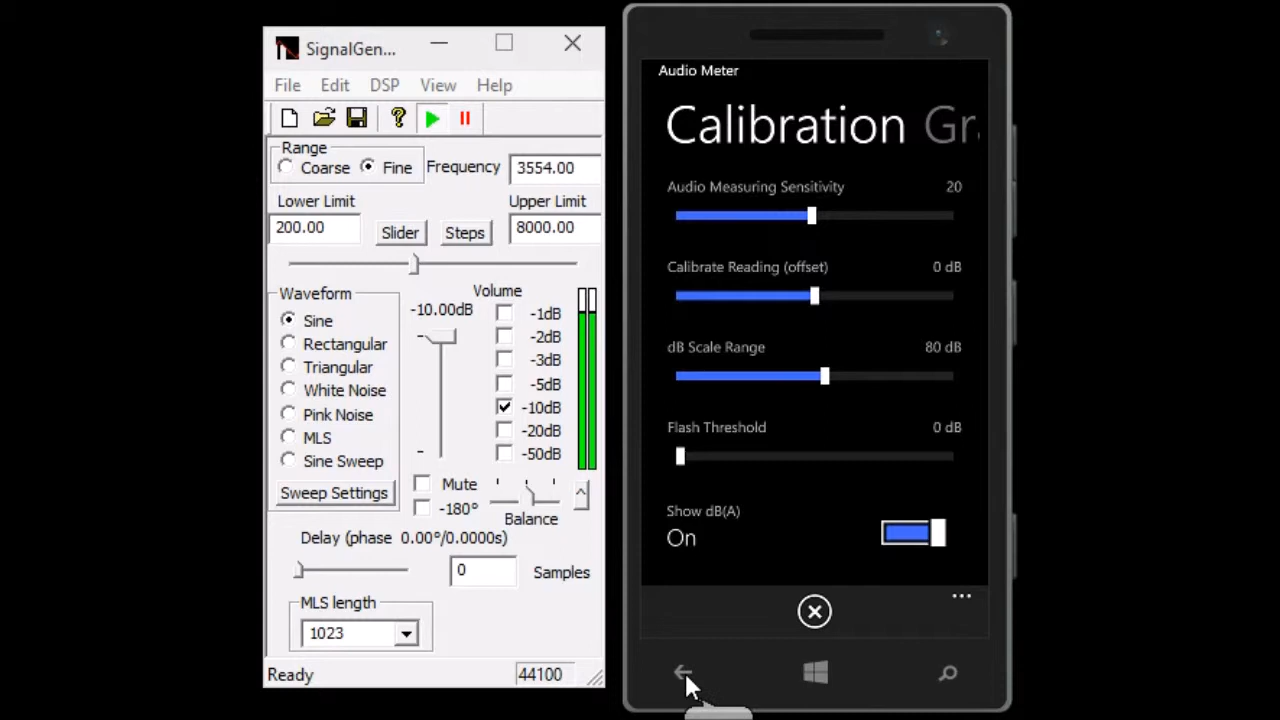 SignalGen...
File Edit DSP View Help
Range
Coarse Fine
Frequency
3554.00
Lower Limit
Upper Limit
200.00
Slider
Steps
8000.00
Waveform
Sine
Rectangular
Triangular
White Noise
Pink Noise
MLS
Sine Sweep
Sweep Settings
-10.00dB
Volume
-1dB
-2dB
-3dB
-5dB
-10dB
-20dB
-50dB
Mute
-180°
Balance
Delay (phase 0.00°/0.0000s)
0
Samples
MLS length
1023
Ready
44100
Audio Meter
Calibration Gr
Audio Measuring Sensitivity 20
Calibrate Reading (offset) 0 dB
dB Scale Range 80 dB
Flash Threshold 0 dB
Show dB(A)
On